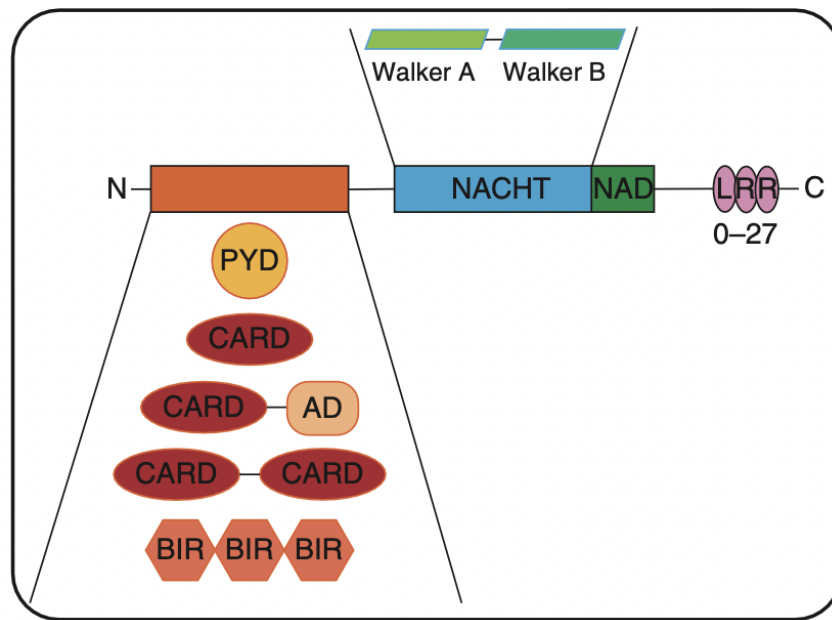 Walker A Walker B
N NACHT NAD LRR C
0–27
PYD
CARD
CARD AD
CARD CARD
BIR BIR BIR